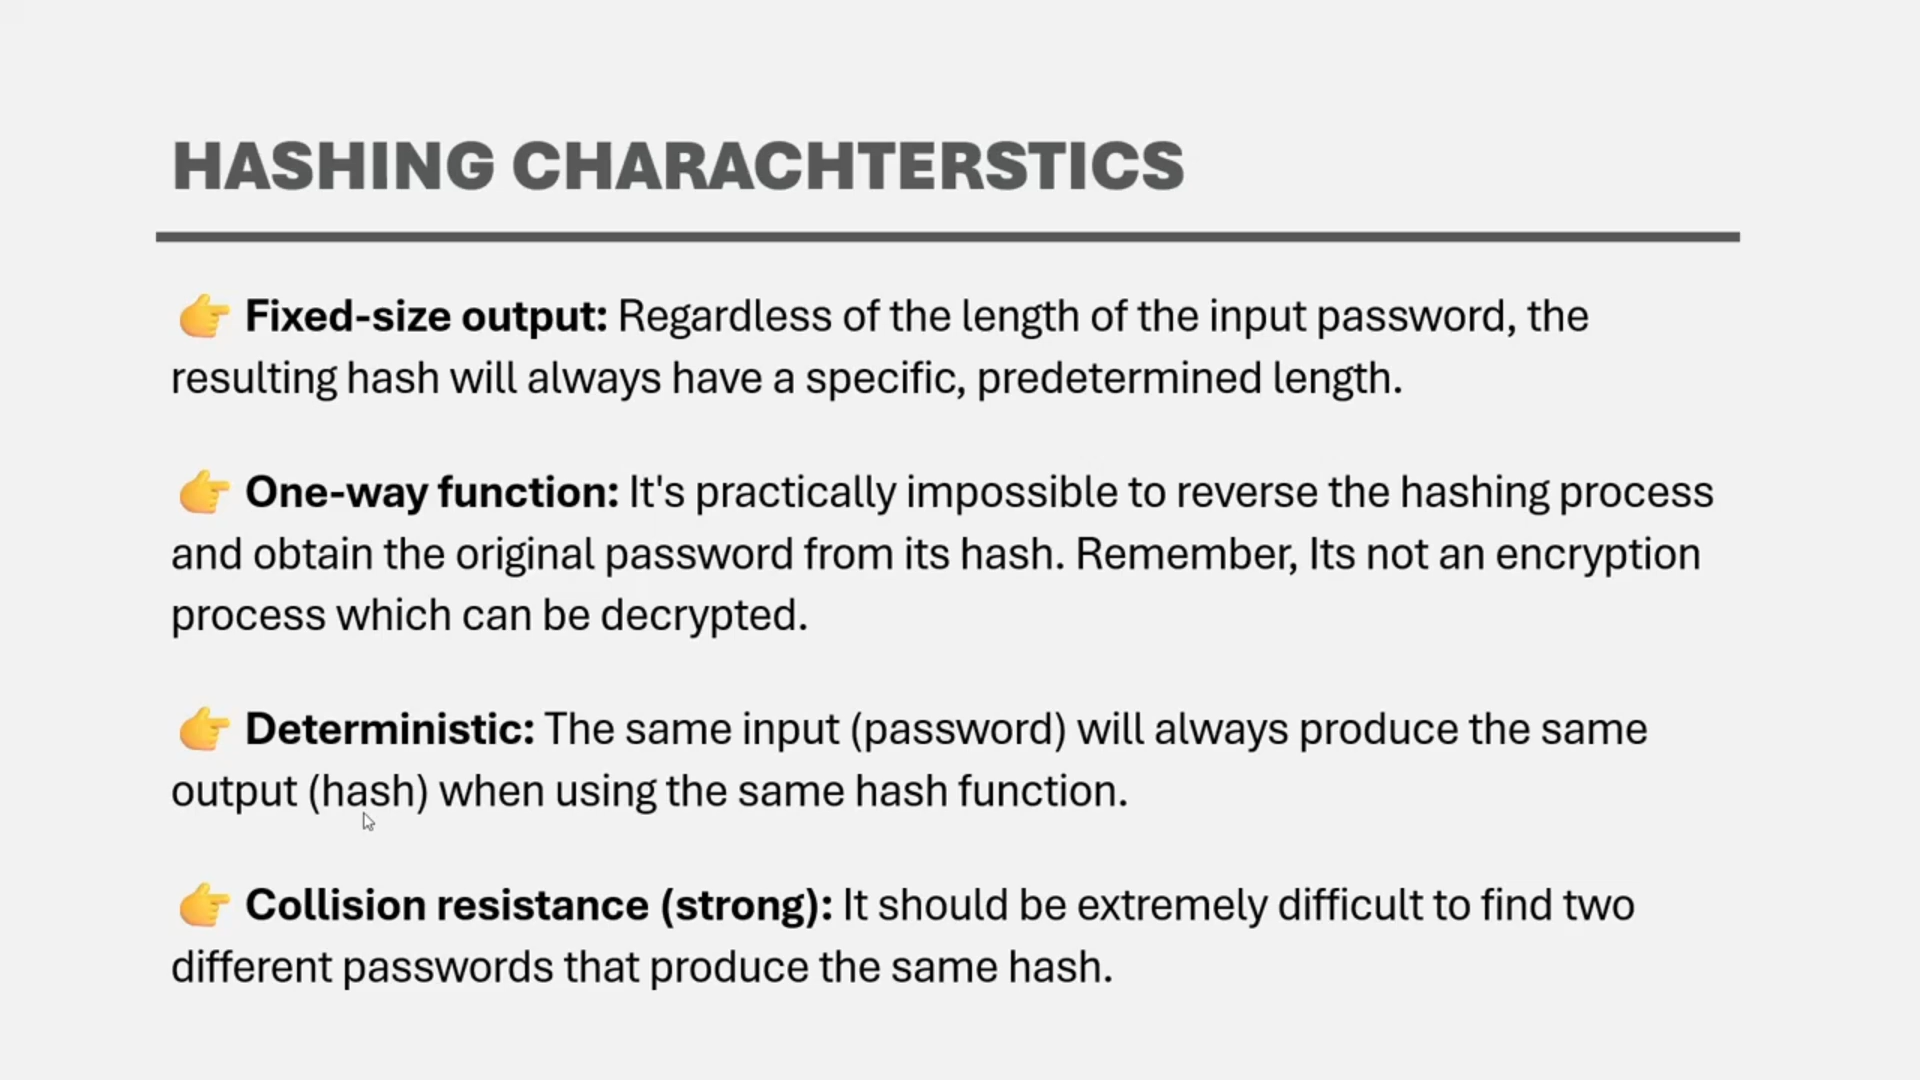 HASHING CHARACHTERSTICS
👉 Fixed-size output: Regardless of the length of the input password, the
resulting hash will always have a specific, predetermined length.
👉 One-way function: It's practically impossible to reverse the hashing process
and obtain the original password from its hash. Remember, Its not an encryption
process which can be decrypted.
👉 Deterministic: The same input (password) will always produce the same
output (hash) when using the same hash function.
👉 Collision resistance (strong): It should be extremely difficult to find two
different passwords that produce the same hash.